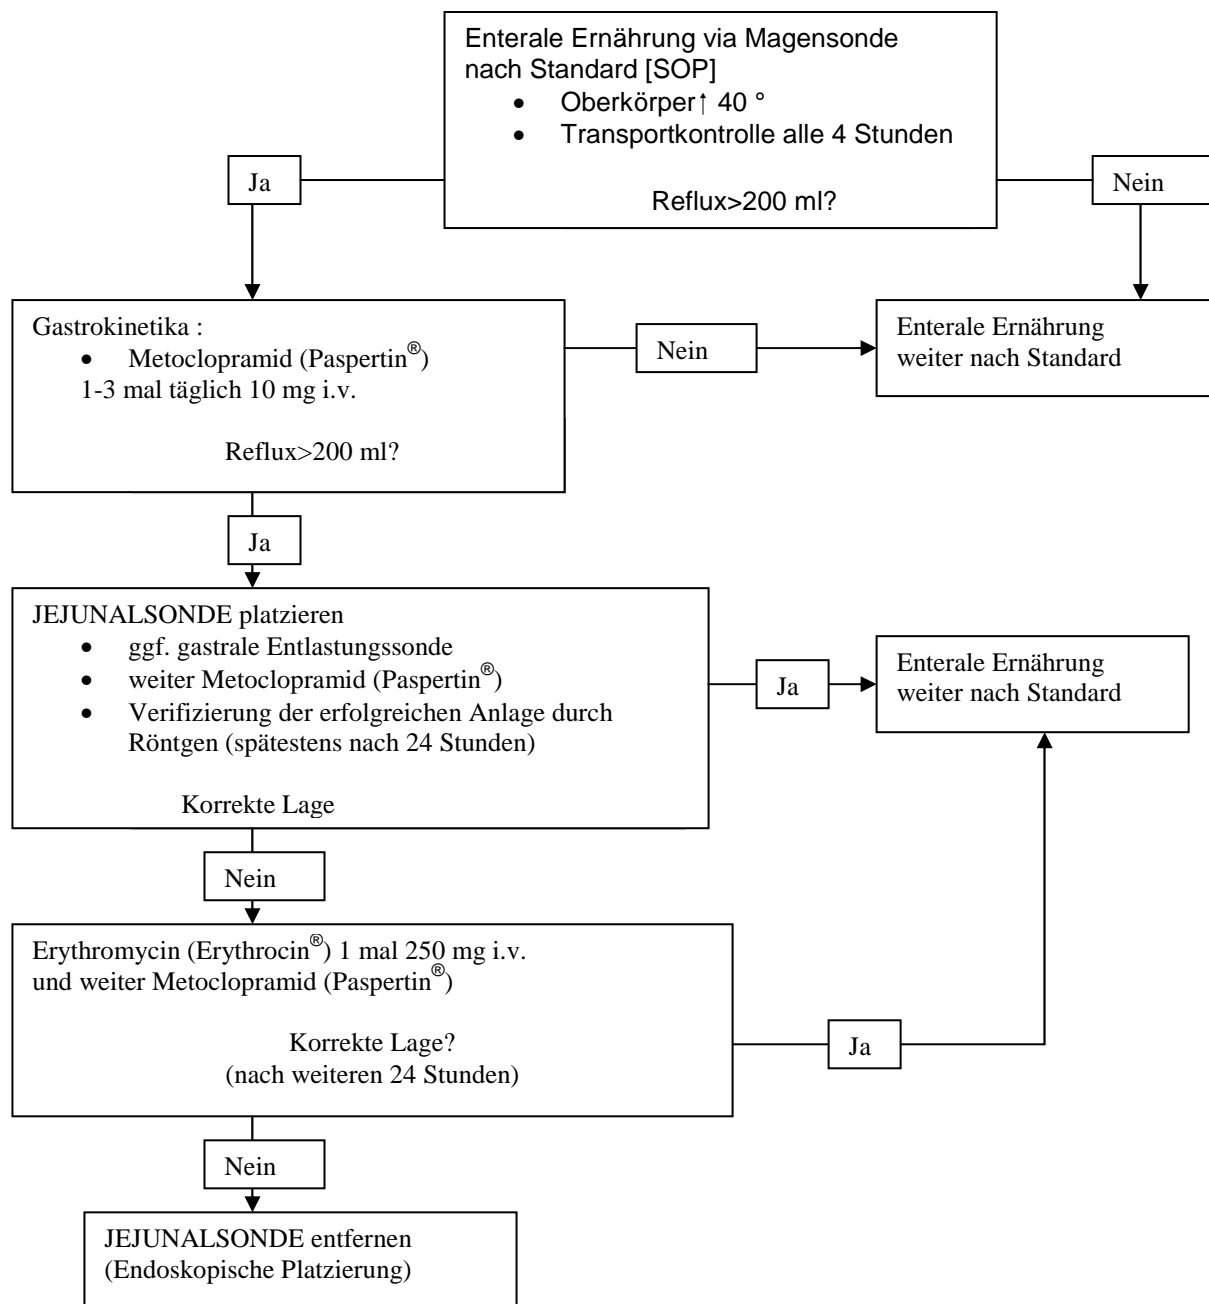 Enterale Ernährung via Magensonde
nach Standard [SOP]
• Oberkörper↑ 40 °
• Transportkontrolle alle 4 Stunden
Reflux>200 ml?
Ja
Nein
Gastrokinetika :
• Metoclopramid (Paspertin®)
1-3 mal täglich 10 mg i.v.
Reflux>200 ml?
Nein
Enterale Ernährung
weiter nach Standard
Ja
JEJUNALSONDE platzieren
• ggf. gastrale Entlastungssonde
• weiter Metoclopramid (Paspertin®)
• Verifizierung der erfolgreichen Anlage durch
Röntgen (spätestens nach 24 Stunden)
Korrekte Lage
Ja
Enterale Ernährung
weiter nach Standard
Nein
Erythromycin (Erythrocin®) 1 mal 250 mg i.v.
und weiter Metoclopramid (Paspertin®)
Korrekte Lage?
(nach weiteren 24 Stunden)
Ja
Nein
JEJUNALSONDE entfernen
(Endoskopische Platzierung)